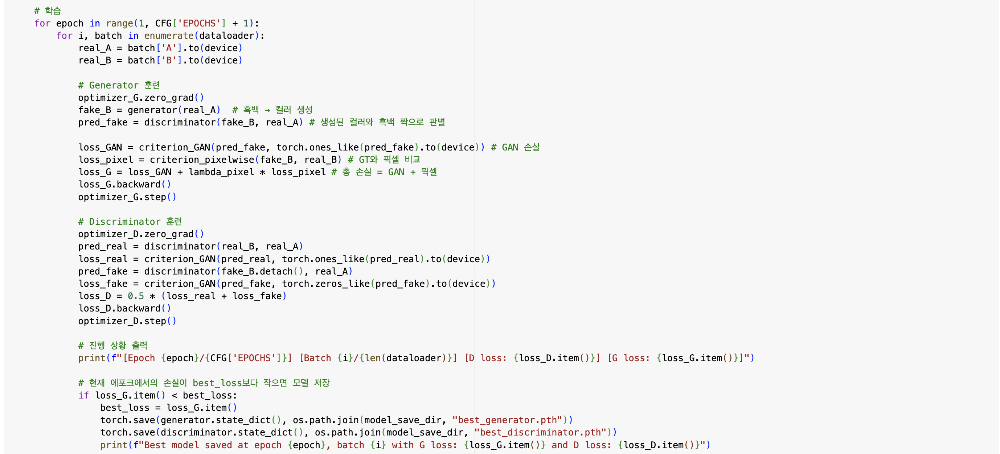 # 학습
for epoch in range(1, CFG['EPOCHS'] + 1):
    for i, batch in enumerate(dataloader):
        real_A = batch['A'].to(device)
        real_B = batch['B'].to(device)

        # Generator 훈련
        optimizer_G.zero_grad()
        fake_B = generator(real_A)  # 흑백 → 컬러 생성
        pred_fake = discriminator(fake_B, real_A) # 생성된 컬러와 흑백 짝으로 판별

        loss_GAN = criterion_GAN(pred_fake, torch.ones_like(pred_fake).to(device)) # GAN 손실
        loss_pixel = criterion_pixelwise(fake_B, real_B) # GT와 픽셀 비교
        loss_G = loss_GAN + lambda_pixel * loss_pixel # 총 손실 = GAN + 픽셀
        loss_G.backward()
        optimizer_G.step()

        # Discriminator 훈련
        optimizer_D.zero_grad()
        pred_real = discriminator(real_B, real_A)
        loss_real = criterion_GAN(pred_real, torch.ones_like(pred_real).to(device))
        pred_fake = discriminator(fake_B.detach(), real_A)
        loss_fake = criterion_GAN(pred_fake, torch.zeros_like(pred_fake).to(device))
        loss_D = 0.5 * (loss_real + loss_fake)
        loss_D.backward()
        optimizer_D.step()

        # 진행 상황 출력
        print(f"[Epoch {epoch}/{CFG['EPOCHS']}] [Batch {i}/{len(dataloader)}] [D loss: {loss_D.item()}] [G loss: {loss_G.item()}]")

        # 현재 에포크에서의 손실이 best_loss보다 작으면 모델 저장
        if loss_G.item() < best_loss:
            best_loss = loss_G.item()
            torch.save(generator.state_dict(), os.path.join(model_save_dir, "best_generator.pth"))
            torch.save(discriminator.state_dict(), os.path.join(model_save_dir, "best_discriminator.pth"))
            print(f"Best model saved at epoch {epoch}, batch {i} with G loss: {loss_G.item()} and D loss: {loss_D.item()}")